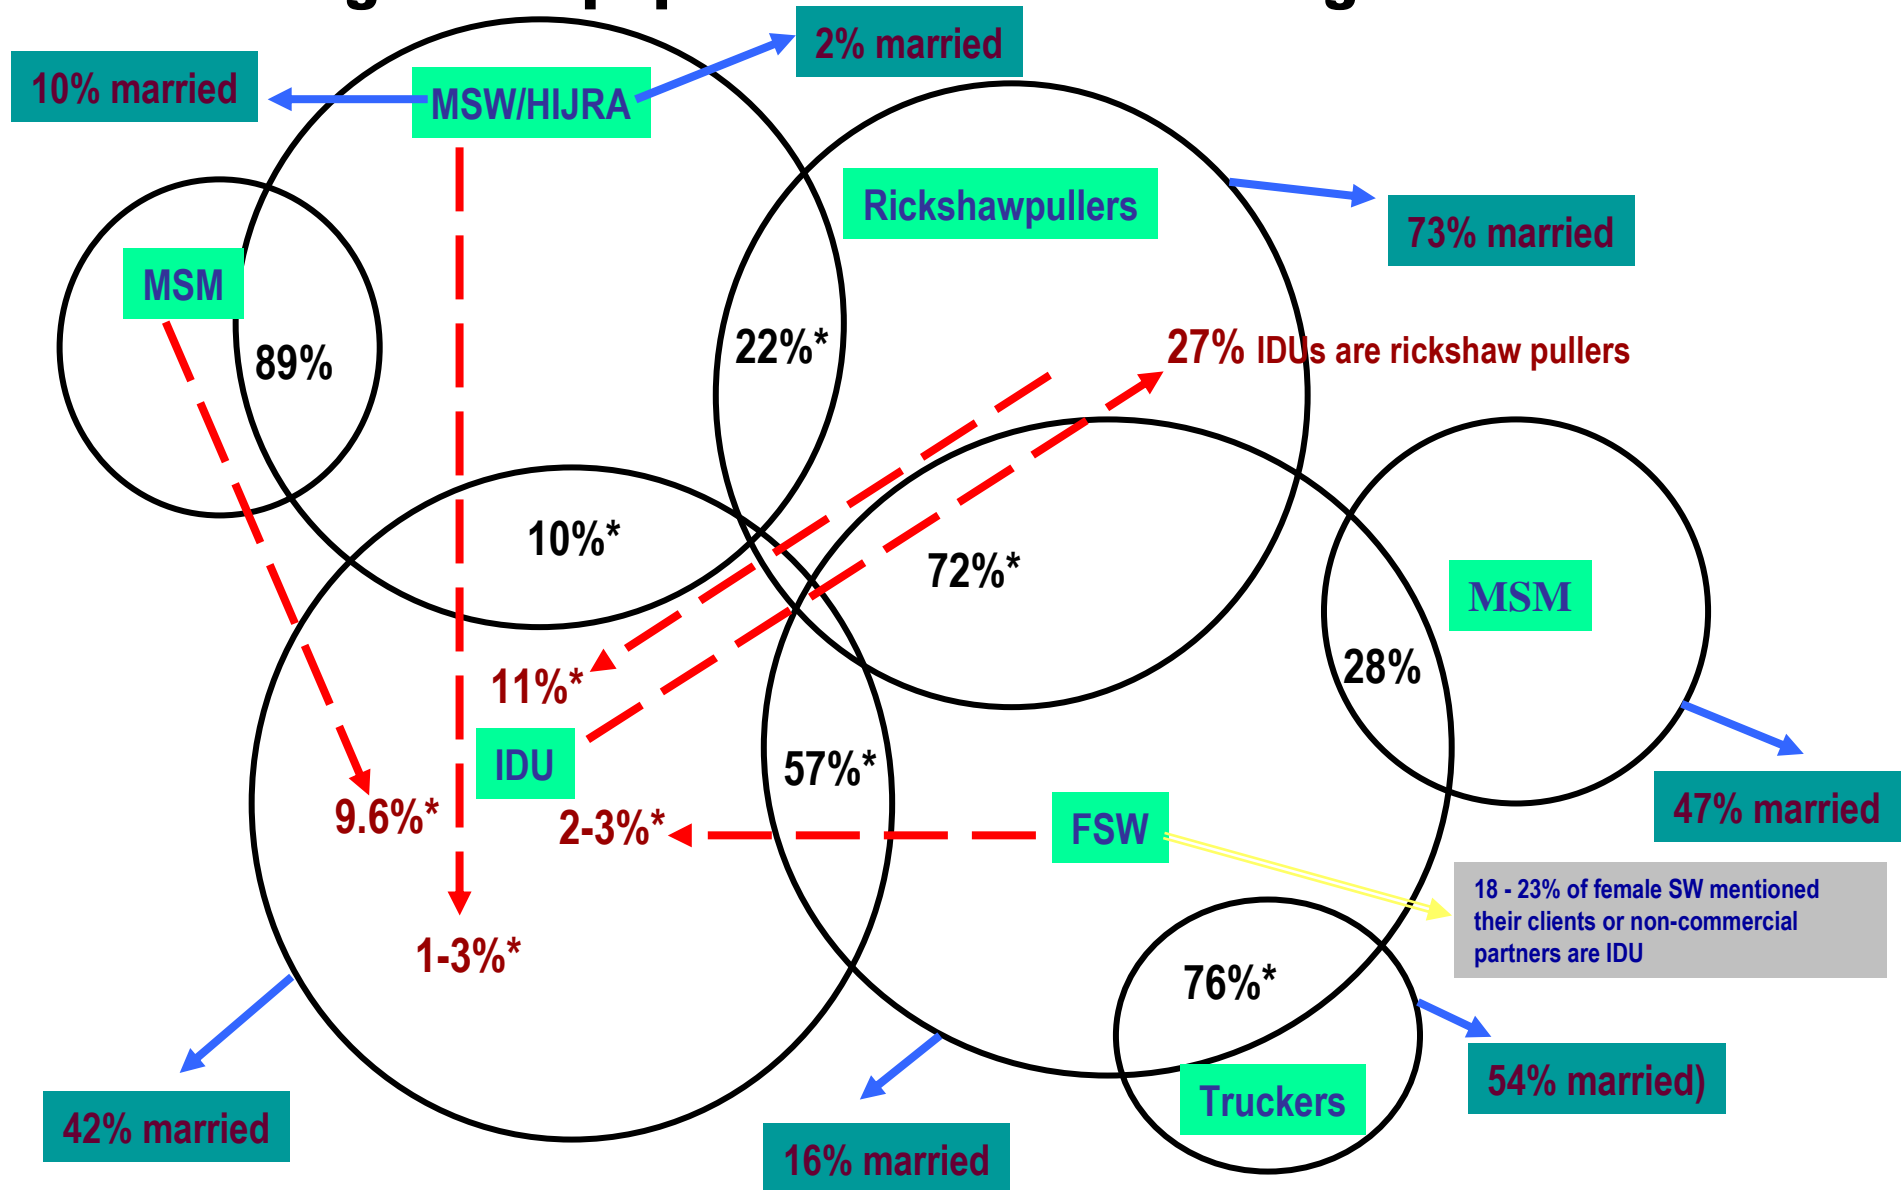 2% married
10% married
MSW/HIJRA
Rickshawpullers
73% married
MSM
22%*
27% IDUs are rickshaw pullers
89%
10%*
72%*
MSM
28%
11%*
IDU
57%*
47% married
9.6%*
2-3%*
FSW
18 - 23% of female SW mentioned
their clients or non-commercial
partners are IDU
1-3%*
76%*
54% married)
Truckers
42% married
16% married